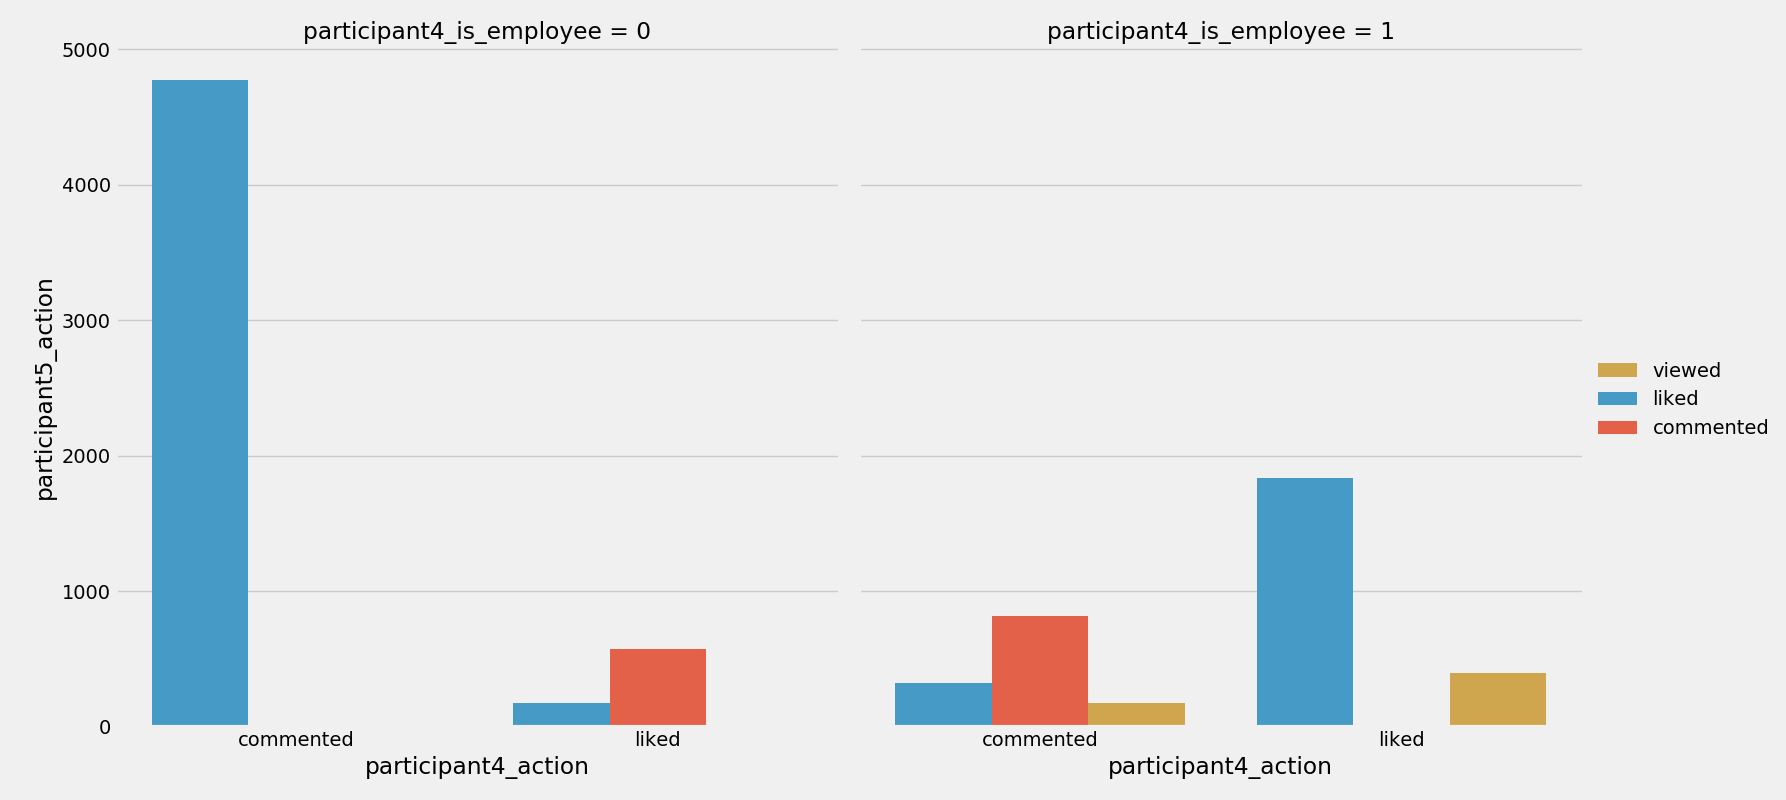 participant4_is_employee = 0
participant4_is_employee = 1
participant5_action
5000
4000
3000
2000
1000
0
commented
liked
commented
liked
participant4_action
participant4_action
viewed
liked
commented